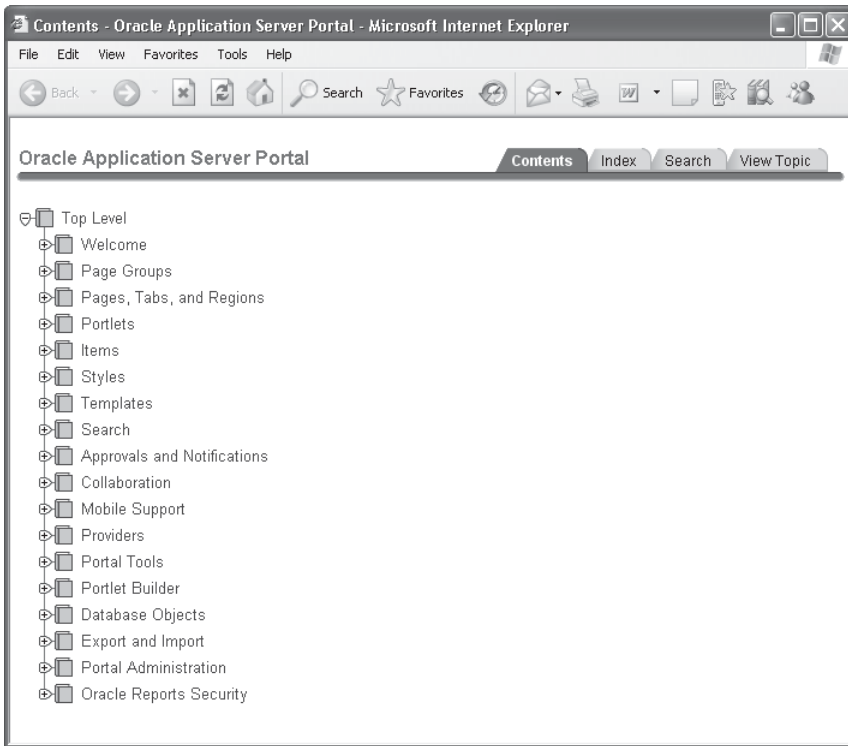 Contents - Oracle Application Server Portal - Microsoft Internet Explorer
File Edit View Favorites Tools Help
Back Search Favorites W
Oracle Application Server Portal
Contents Index Search View Topic
Top Level
Welcome
Page Groups
Pages, Tabs, and Regions
Portlets
Items
Styles
Templates
Search
Approvals and Notifications
Collaboration
Mobile Support
Providers
Portal Tools
Portlet Builder
Database Objects
Export and Import
Portal Administration
Oracle Reports Security